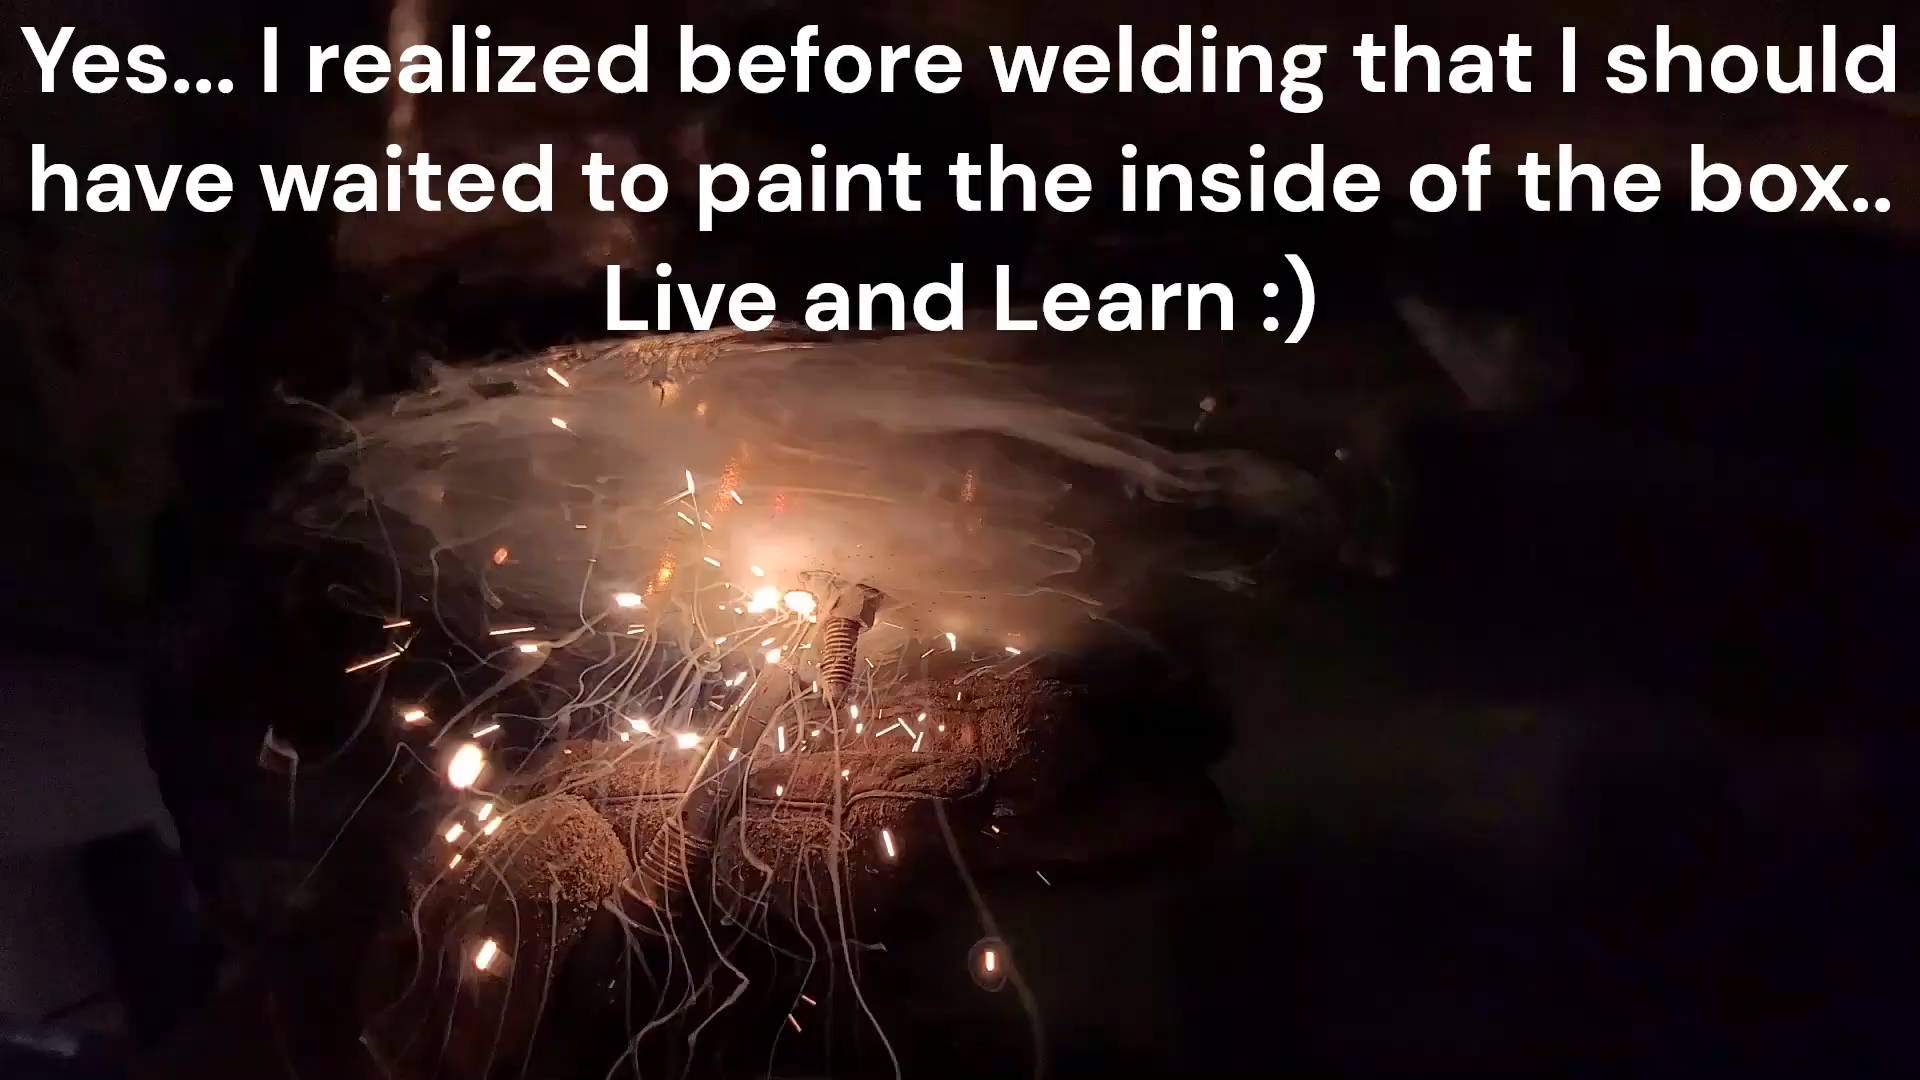 Yes... I realized before welding that I should
have waited to paint the inside of the box..
Live and Learn :)